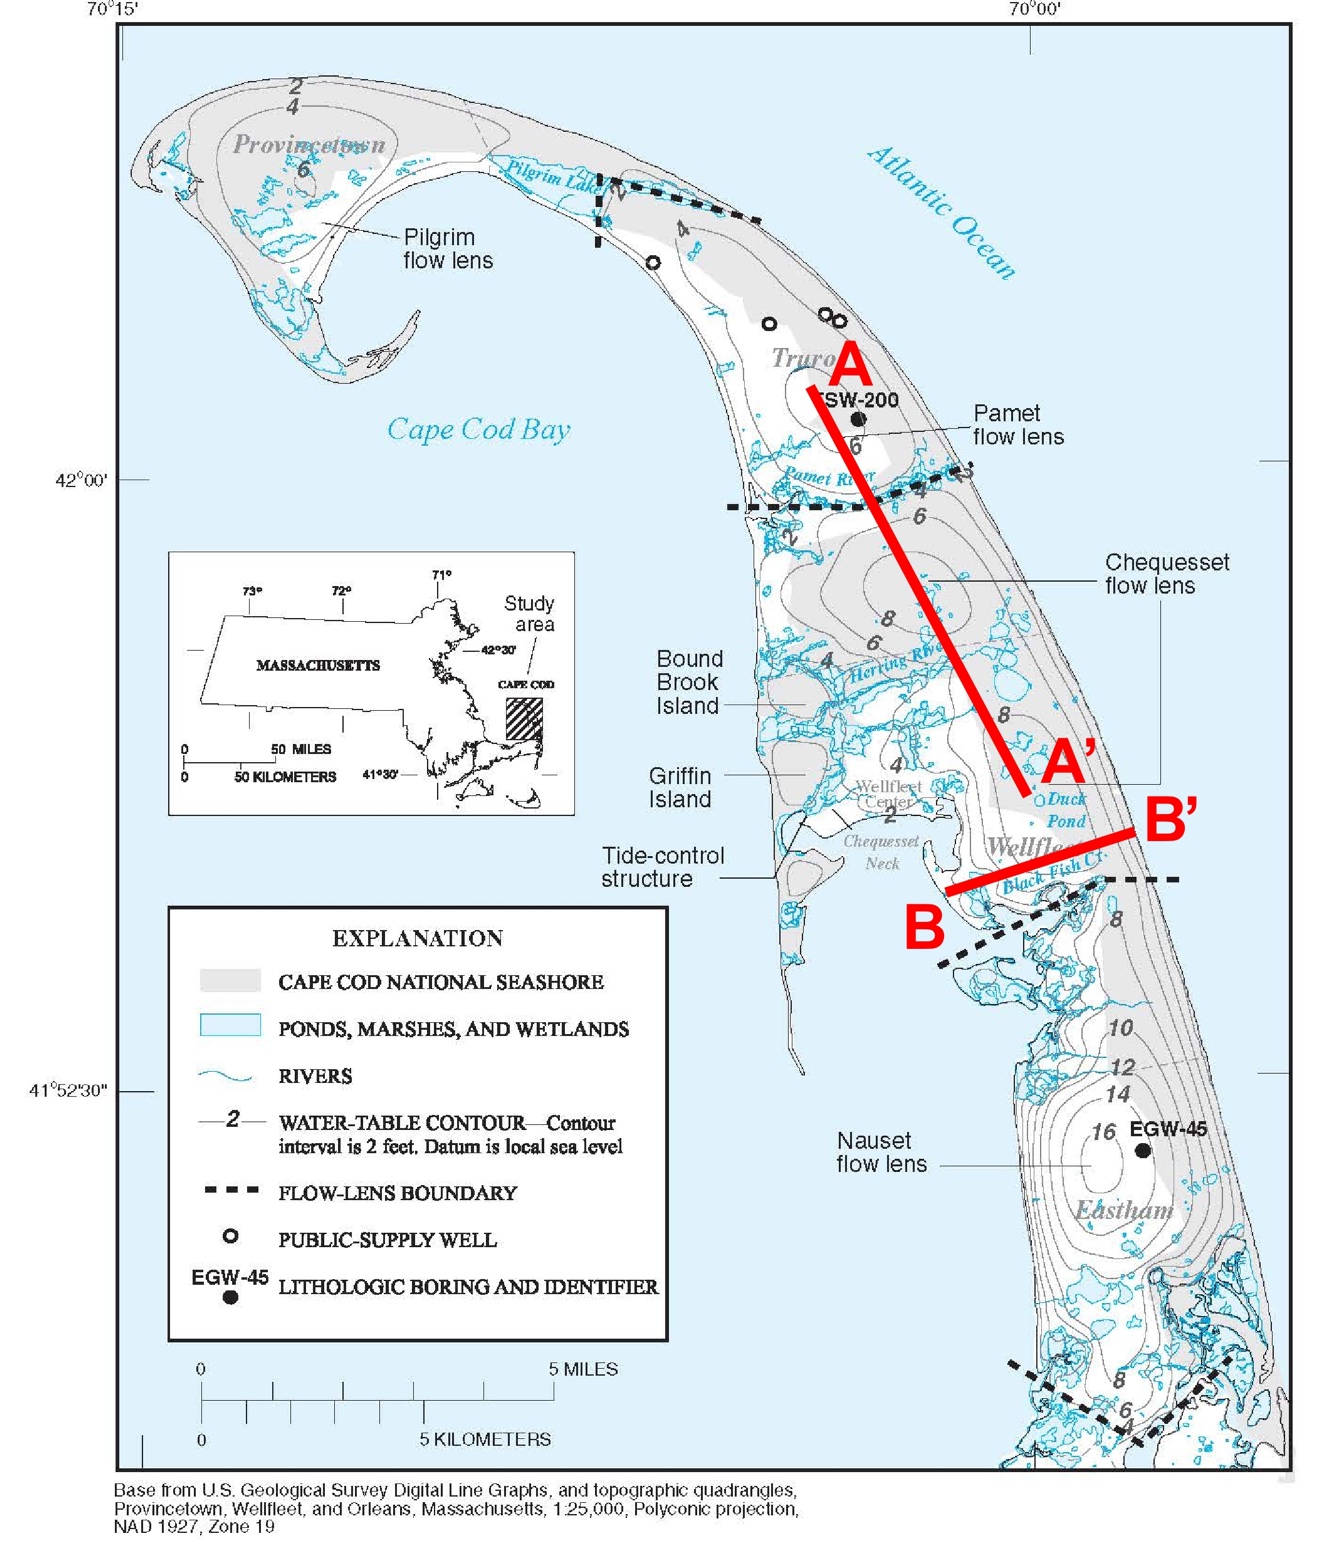 70°15'
70°00'
2
4
Provincetown
6
Pilgrim Lake
Pilgrim
flow lens
2
4
Atlantic Ocean
Cape Cod Bay
Truro
A
TSW-200
6
Pamet
flow lens
Pamet River
42°00'
2
4
6
2
Chequesset
flow lens
8
6
4
Herring River
Bound
Brook
Island
8
A'
4
Wellfleet
Center
2
Griffin
Island
Duck
Pond
B'
Chequesset
Neck
Wellfleet
Black Fish Cr.
Tide-control
structure
B
8
73°
72°
71°
Study
area
42°30'
MASSACHUSETTS
CAPE COD
0
50 MILES
0
50 KILOMETERS
41°30'
EXPLANATION
CAPE COD NATIONAL SEASHORE
PONDS, MARSHES, AND WETLANDS
RIVERS
2
WATER-TABLE CONTOUR—Contour
interval is 2 feet. Datum is local sea level
FLOW-LENS BOUNDARY
PUBLIC-SUPPLY WELL
EGW-45
LITHOLOGIC BORING AND IDENTIFIER
41°52'30"
10
12
14
16
EGW-45
Nauset
flow lens
Eastham
2
8
6
4
0
5 MILES
0
5 KILOMETERS
Base from U.S. Geological Survey Digital Line Graphs, and topographic quadrangles,
Provincetown, Wellfleet, and Orleans, Massachusetts, 1:25,000, Polyconic projection,
NAD 1927, Zone 19